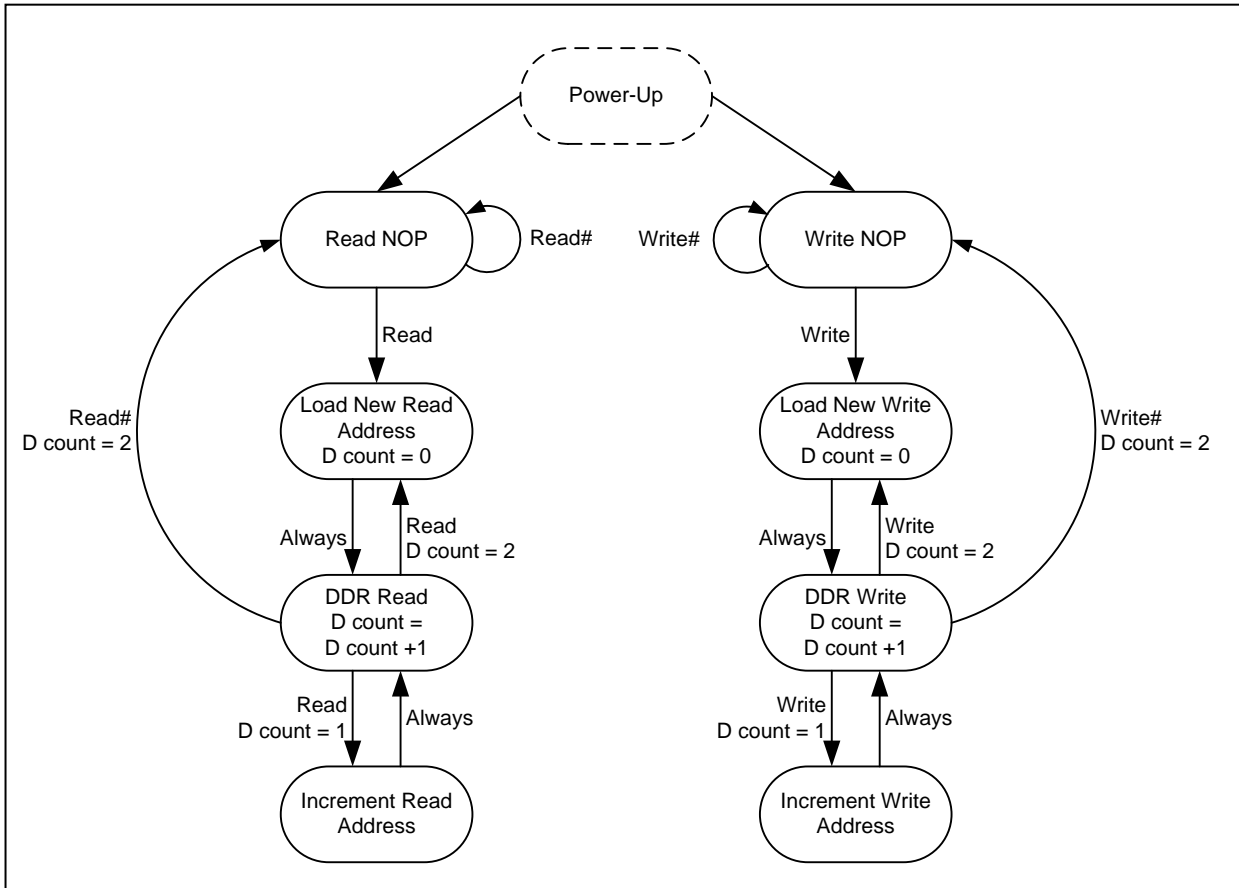 Power-Up
Read NOP
Read#
Write#
Write NOP
Read
Write
Load New Read
Address
D count = 0
Load New Write
Address
D count = 0
Read#
D count = 2
Write#
D count = 2
Always
Read
D count = 2
Always
Write
D count = 2
DDR Read
D count =
D count +1
DDR Write
D count =
D count +1
Read
D count = 1
Always
Write
D count = 1
Always
Increment Read
Address
Increment Write
Address